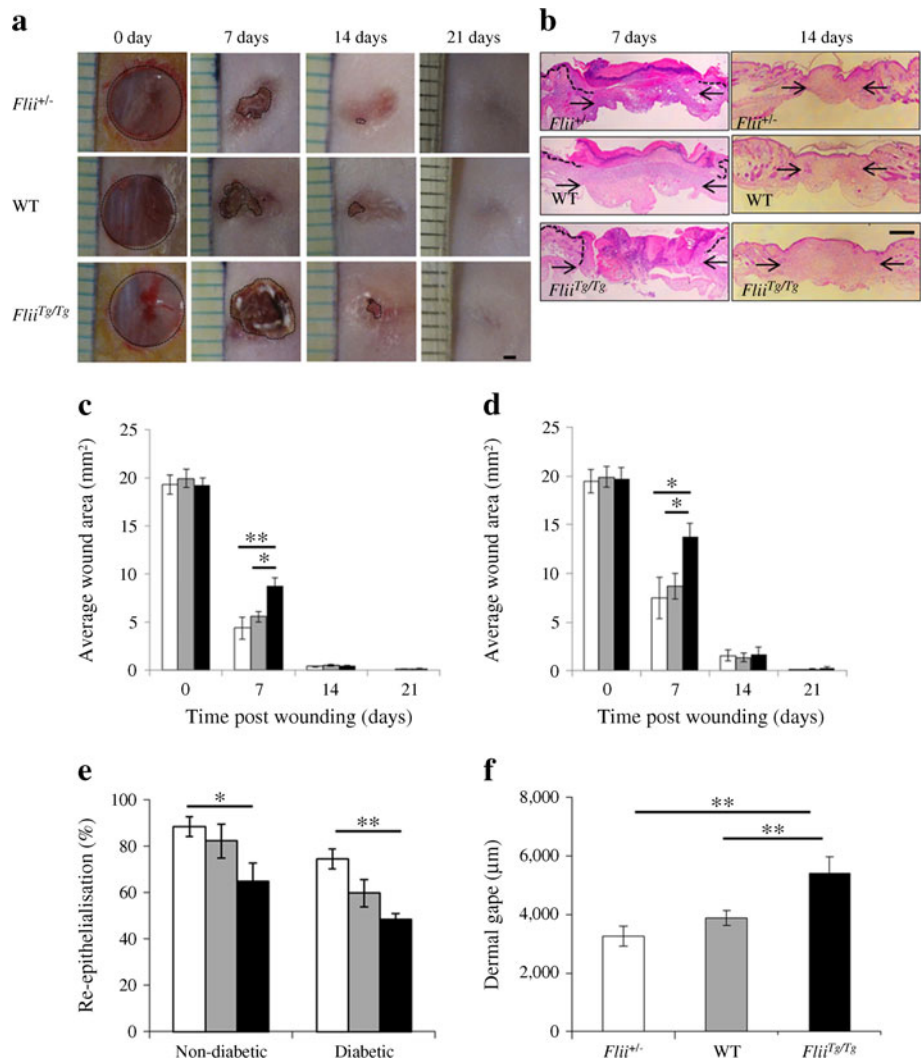 a
0 day 7 days 14 days 21 days
Flii+/-
WT
FliiTg/Tg
b
7 days 14 days
Flii+/- Flii+/-
WT WT
FliiTg/Tg FliiTg/Tg
c
Average wound area (mm²)
25
20
15
10
5
0
**
*
0 7 14 21
Time post wounding (days)
d
Average wound area (mm²)
25
20
15
10
5
0
*
*
0 7 14 21
Time post wounding (days)
e
Re-epithelialisation (%)
100
80
60
40
20
0
*
**
Non-diabetic Diabetic
f
Dermal gape (µm)
8,000
6,000
4,000
2,000
0
**
**
Flii+/- WT FliiTg/Tg